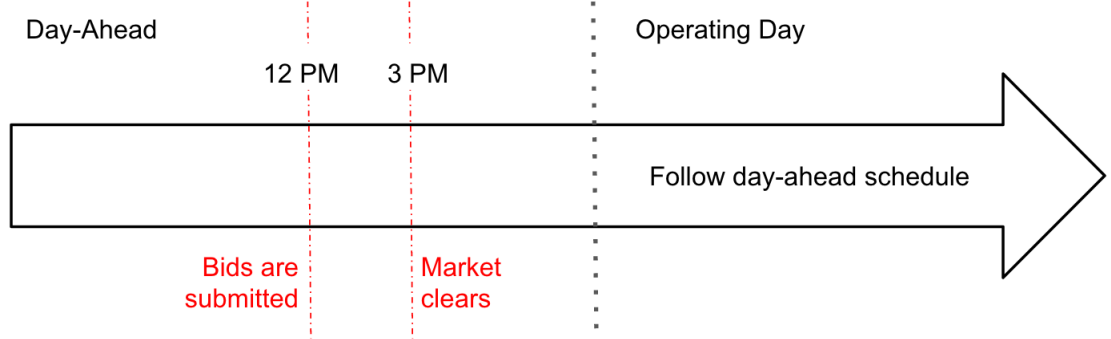 Day-Ahead
Operating Day
12 PM
3 PM
Follow day-ahead schedule
Bids are
submitted
Market
clears